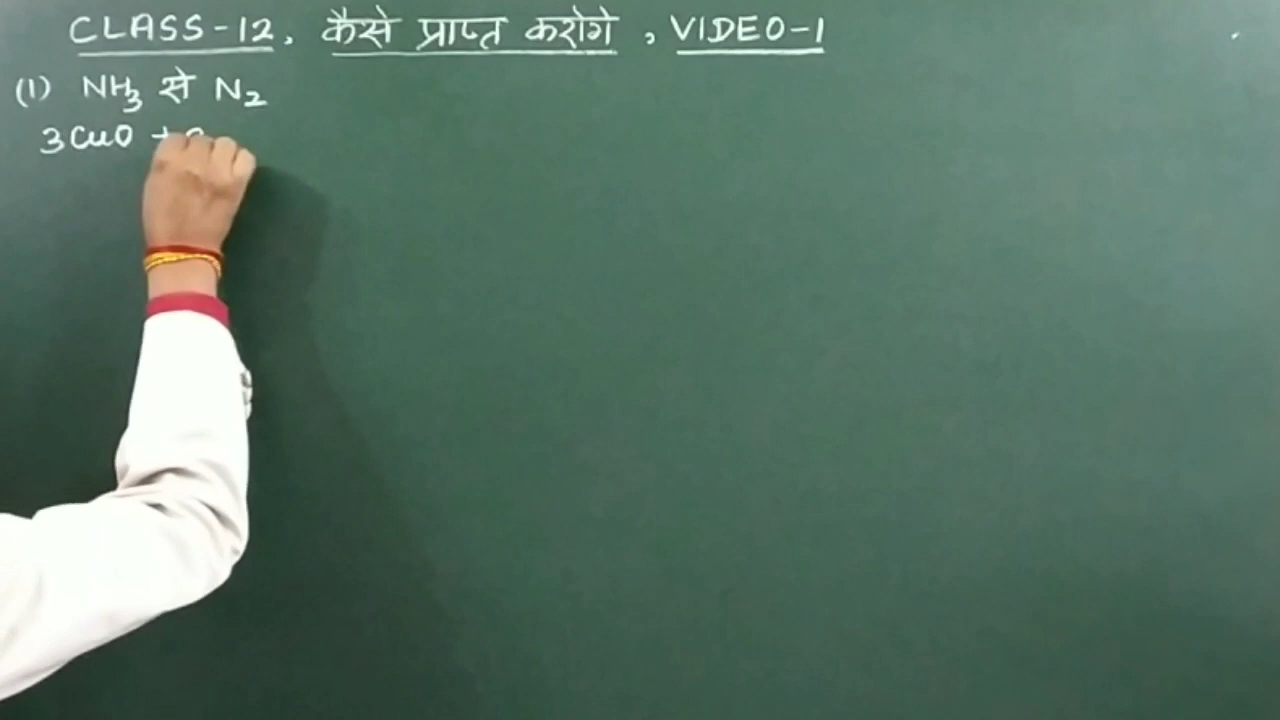 CLASS-12, कैसे प्राप्त करोगे, VIDEO-1
(1) NH₃ से N₂
3CuO +